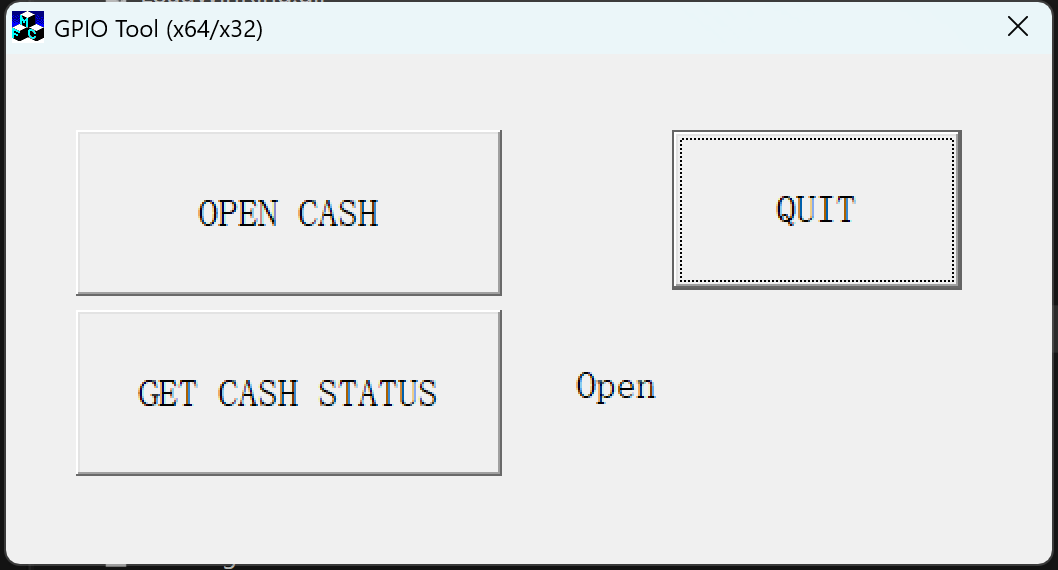 GPIO Tool (x64/x32)
OPEN CASH
QUIT
GET CASH STATUS
Open